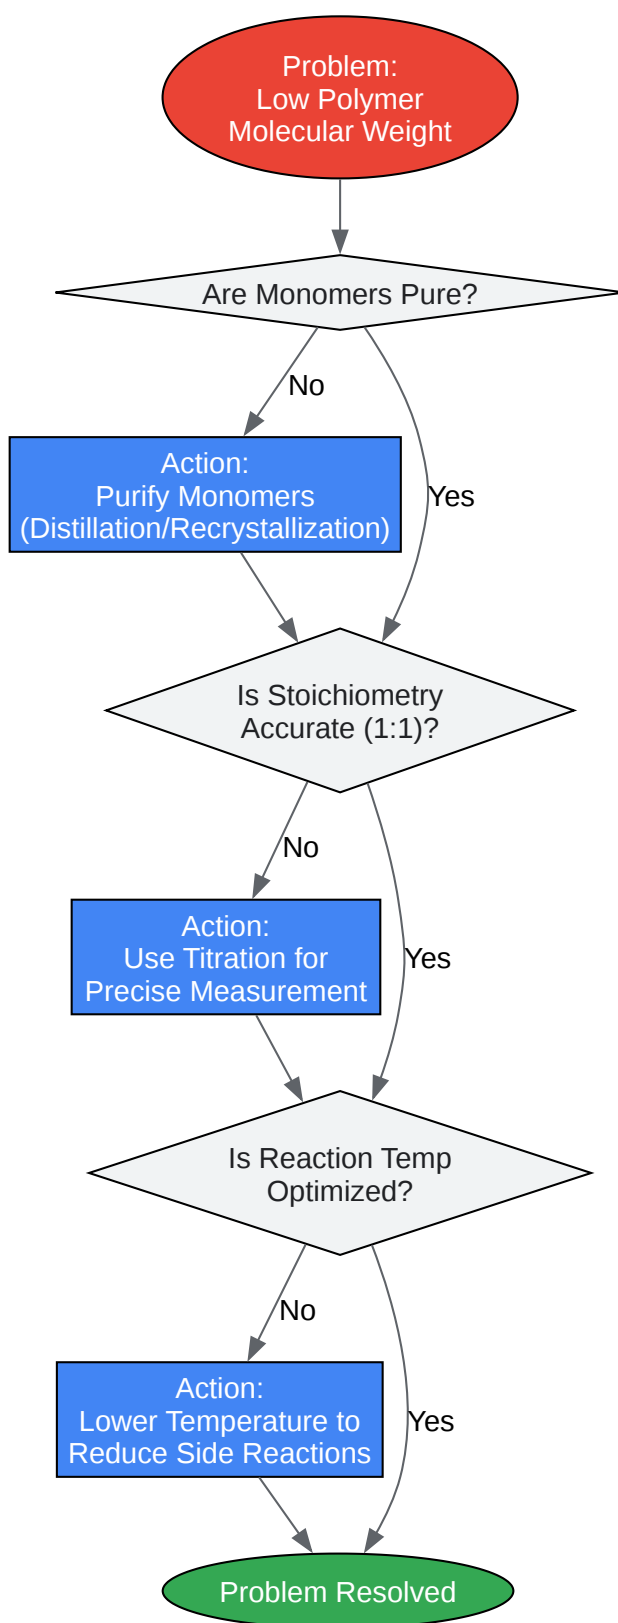 Problem:
Low Polymer
Molecular Weight
Are Monomers Pure?
No
Action:
Purify Monomers
(Distillation/Recrystallization)
Yes
Is Stoichiometry
Accurate (1:1)?
No
Action:
Use Titration for
Precise Measurement
Yes
Is Reaction Temp
Optimized?
No
Action:
Lower Temperature to
Reduce Side Reactions
Yes
Problem Resolved